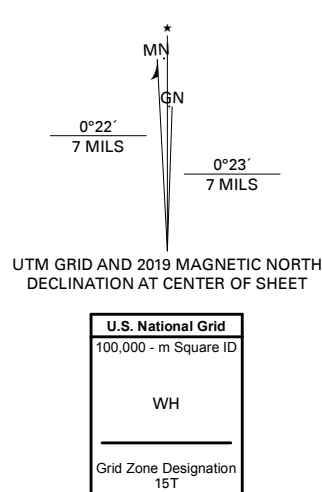 MN
GN
0°22´
7 MILS
0°23´
7 MILS
UTM GRID AND 2019 MAGNETIC NORTH
DECLINATION AT CENTER OF SHEET
U.S. National Grid
100,000 - m Square ID
WH
Grid Zone Designation
15T